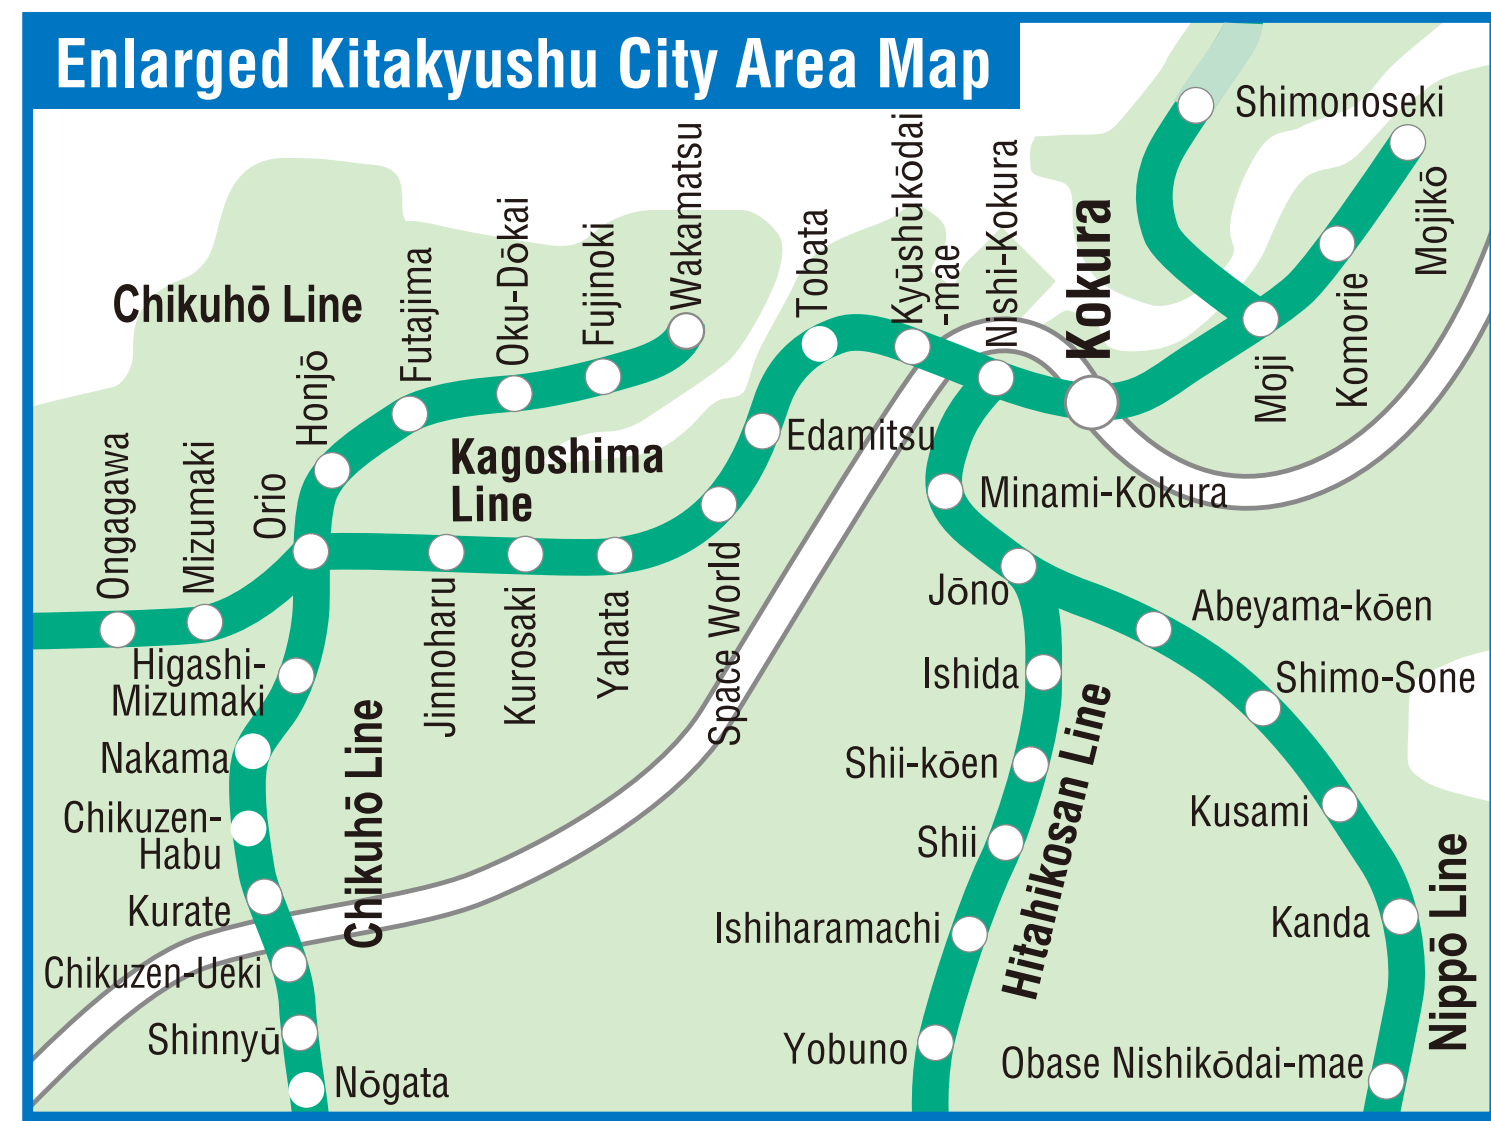 Enlarged Kitakyushu City Area Map
Shimonoseki
Mojikō
Komorie
Moji
Kokura
Nishi-Kokura
Kyūshūkōdai
-mae
Tobata
Wakamatsu
Fujinoki
Oku-Dōkai
Futajima
Chikuhō Line
Honjō
Orio
Mizumaki
Ongagawa
Kagoshima
Line
Edamitsu
Minami-Kokura
Jōno
Abeyama-kōen
Shimo-Sone
Kusami
Kanda
Obase Nishikōdai-mae
Nippō Line
Ishida
Shii-kōen
Shii
Ishiharamachi
Yobuno
Hitahikosan Line
Space World
Yahata
Kurosaki
Jinnoharu
Higashi-
Mizumaki
Nakama
Chikuzen-
Habu
Kurate
Chikuzen-Ueki
Shinnyū
Nōgata
Chikuhō Line